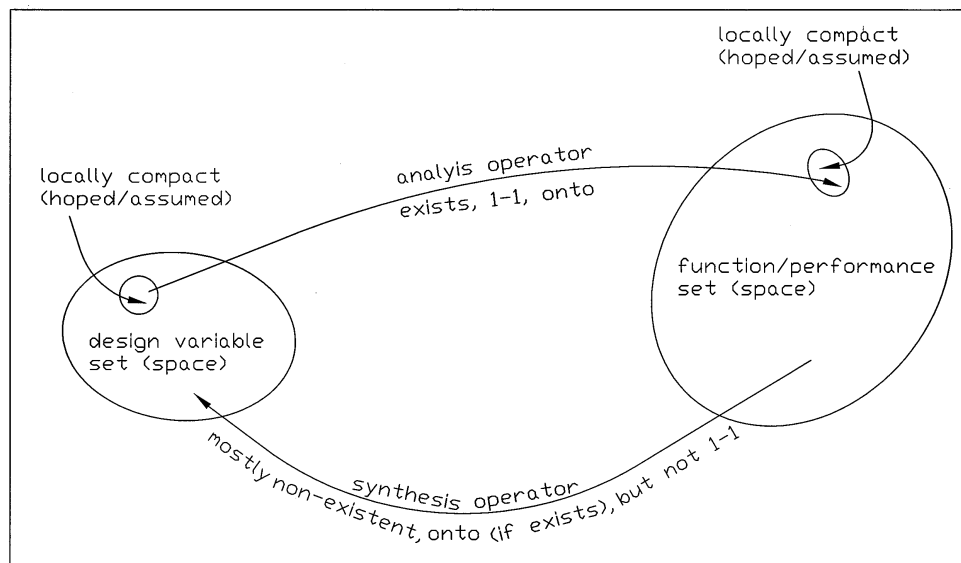 locally compact
(hoped/assumed)
analyis operator
exists, 1-1, onto
locally compact
(hoped/assumed)
function/performance
set (space)
design variable
set (space)
synthesis operator
mostly non-existent, onto (if exists), but not 1-1